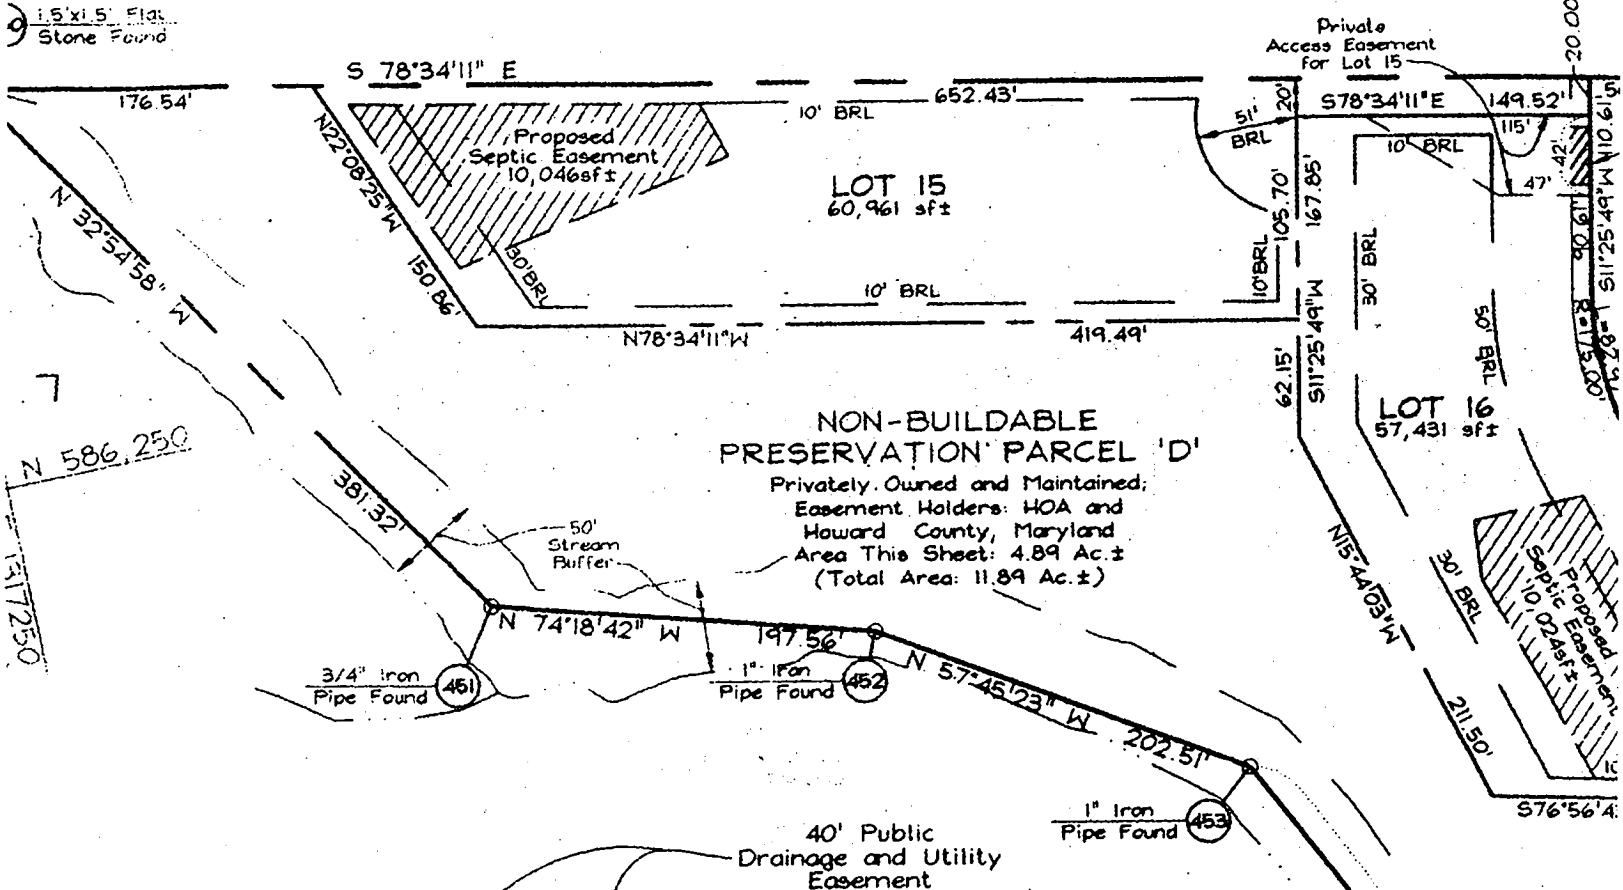 1.5'x1.5' Flat
Stone Found
S 78°34'11" E
176.54'
652.43'
Private
Access Easement
for Lot 15
20.00
S78°34'11"E
149.52'
115'
10' BRL
42'
47'
20'
51'
BRL
10' BRL
Proposed
Septic Easement
10,046sf±
N22°08'25"W
150.86'
30'BRL
LOT 15
60,961 sf±
105.70'
167.85'
10'BRL
10' BRL
N78°34'11"W
419.49'
N 32°54'58" W
381.32'
7
N 586,250
62.15'
S11°25'49"W
30' BRL
50' BRL
90.61'
R=175.00'
S11°25'49"W
LOT 16
57,431 sf±
NON-BUILDABLE
PRESERVATION PARCEL 'D'
Privately Owned and Maintained;
Easement Holders: HOA and
Howard County, Maryland
Area This Sheet: 4.89 Ac.±
(Total Area: 11.89 Ac.±)
50'
Stream
Buffer
N15°44'03"W
211.50'
30' BRL
Proposed
Septic Easement
10,024sf±
N 74°18'42" W
197.56'
3/4" Iron
Pipe Found
451
1" Iron
Pipe Found
452
N 57°45'23" W
202.51'
1" Iron
Pipe Found
453
S76°56'4
40' Public
Drainage and Utility
Easement